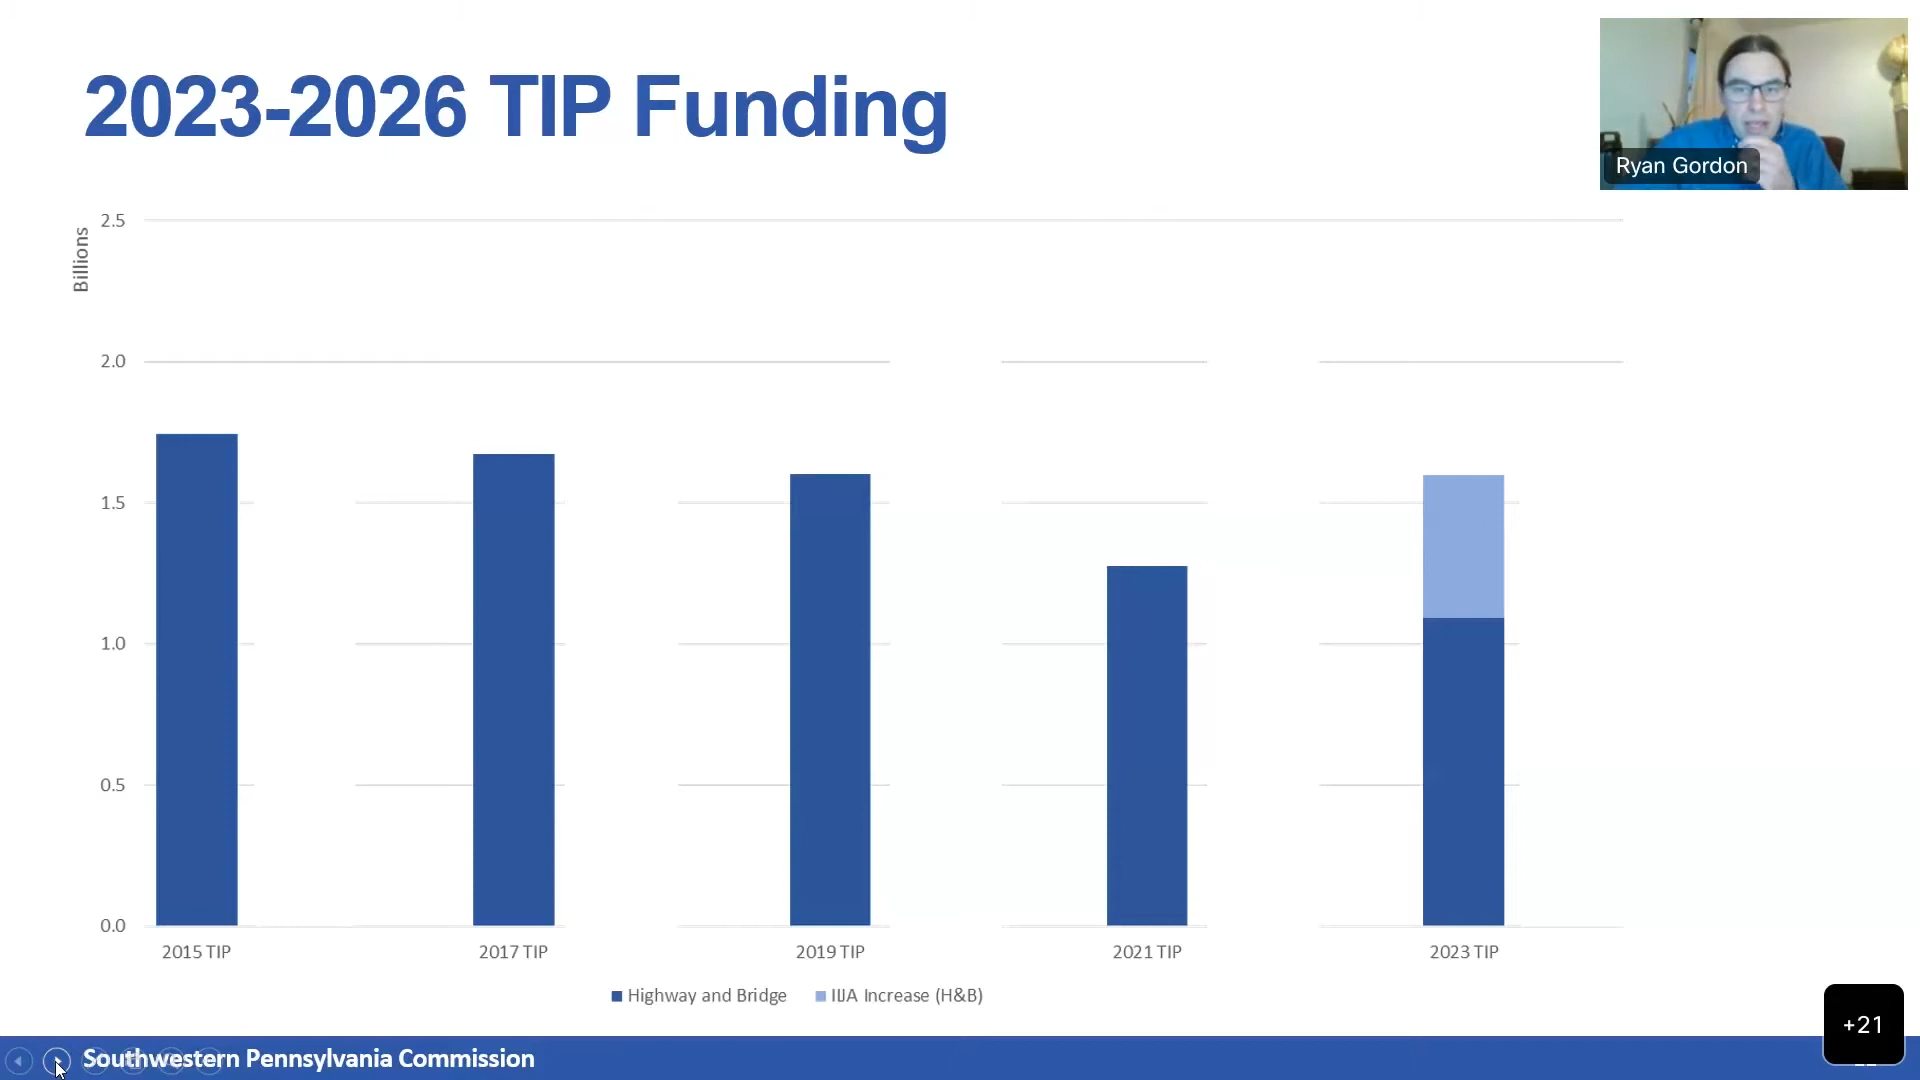 2023-2026 TIP Funding
Ryan Gordon
Billions
2.5
2.0
1.5
1.0
0.5
0.0
2015 TIP
2017 TIP
2019 TIP
2021 TIP
2023 TIP
Highway and Bridge
IIJA Increase (H&B)
+21
Southwestern Pennsylvania Commission